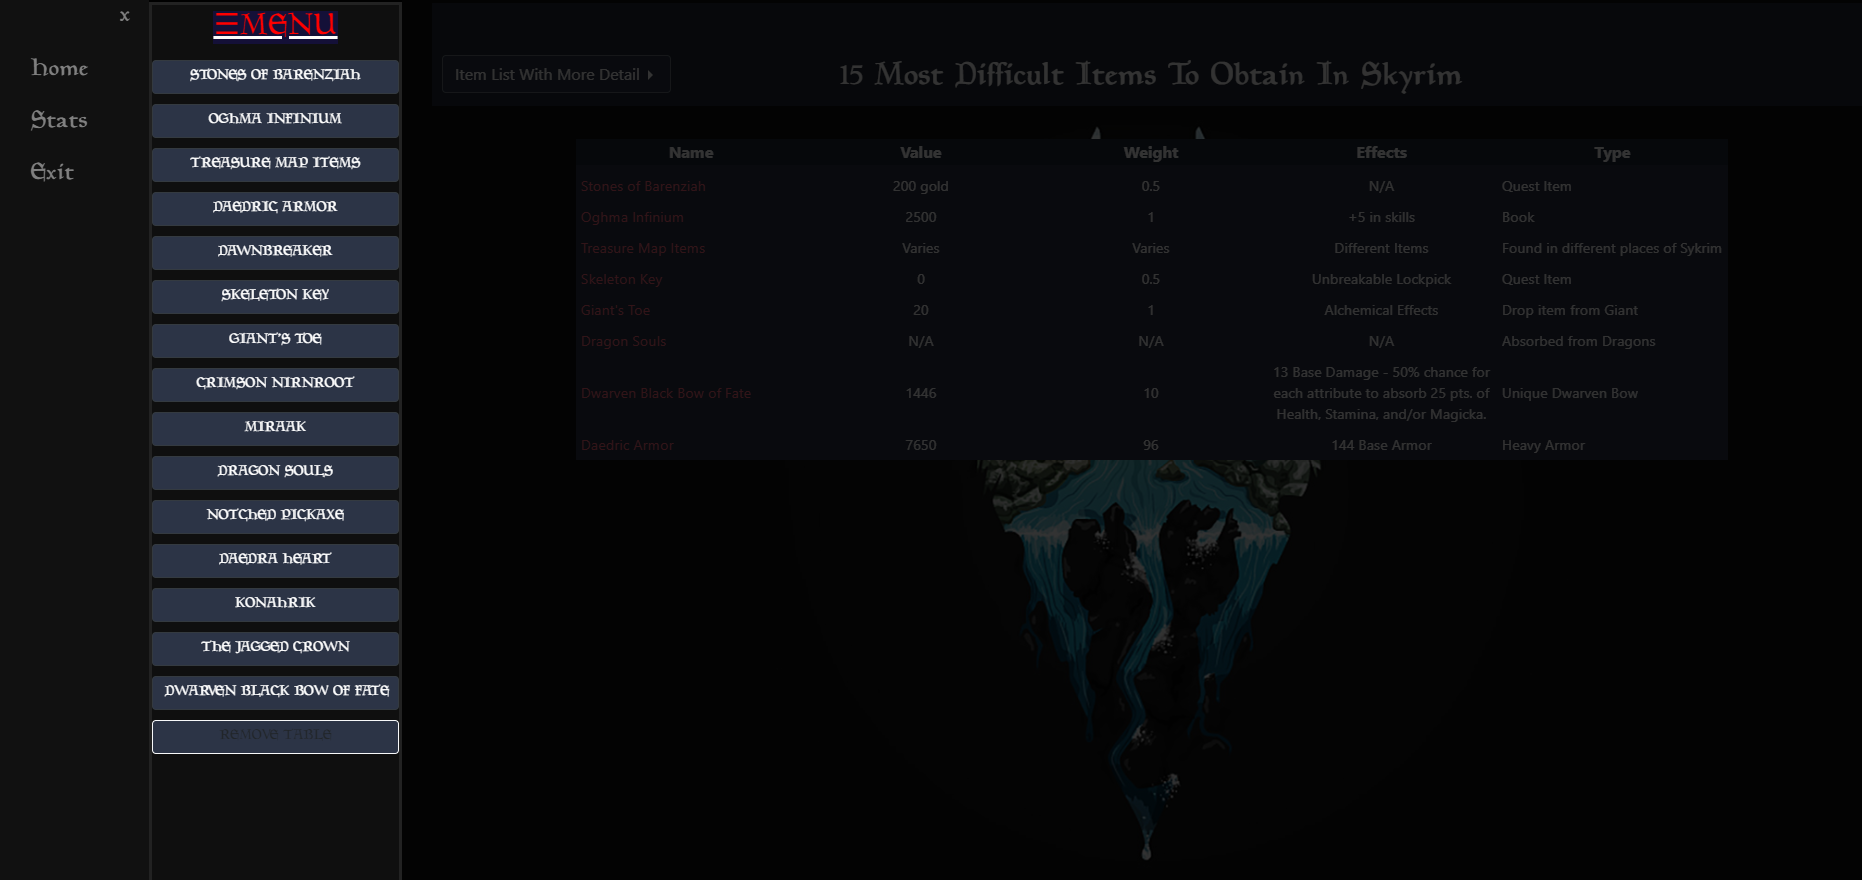 x
Home
Stats
Exit
☰MENU
STONES OF BARENZIAH
OGHMA INFINIUM
TREASURE MAP ITEMS
DAEDRIC ARMOR
DAWNBREAKER
SKELETON KEY
GIANT'S TOE
CRIMSON NIRNROOT
MIRAAK
DRAGON SOULS
NOTCHED PICKAXE
DAEDRA HEART
KONAHRIK
THE JAGGED CROWN
DWARVEN BLACK BOW OF FATE
REMOVE TABLE
Item List With More Detail
15 Most Difficult Items To Obtain In Skyrim
Name Value Weight Effects Type
Stones of Barenziah 200 gold 0.5 N/A Quest Item
Oghma Infinium 2500 1 +5 in skills Book
Treasure Map Items Varies Varies Different Items Found in different places of Sykrim
Skeleton Key 0 0.5 Unbreakable Lockpick Quest Item
Giant's Toe 20 1 Alchemical Effects Drop item from Giant
Dragon Souls N/A N/A N/A Absorbed from Dragons
Dwarven Black Bow of Fate 1446 10 13 Base Damage - 50% chance for
each attribute to absorb 25 pts. of
Health, Stamina, and/or Magicka. Unique Dwarven Bow
Daedric Armor 7650 96 144 Base Armor Heavy Armor